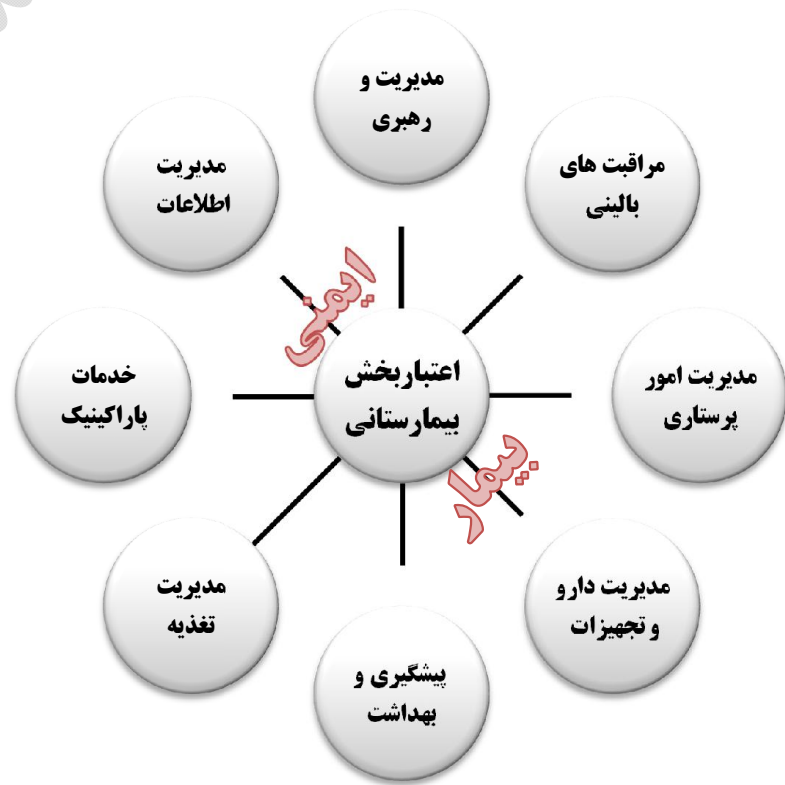 مدیریت و
رهبری
مراقبت های
بالینی
مدیریت امور
پرستاری
مدیریت دارو
و تجهیزات
پیشگیری و
بهداشت
مدیریت
تغذیه
خدمات
پاراکینیک
مدیریت
اطلاعات
اعتباربخش
بیمارستانی
ایمنی
بیمار